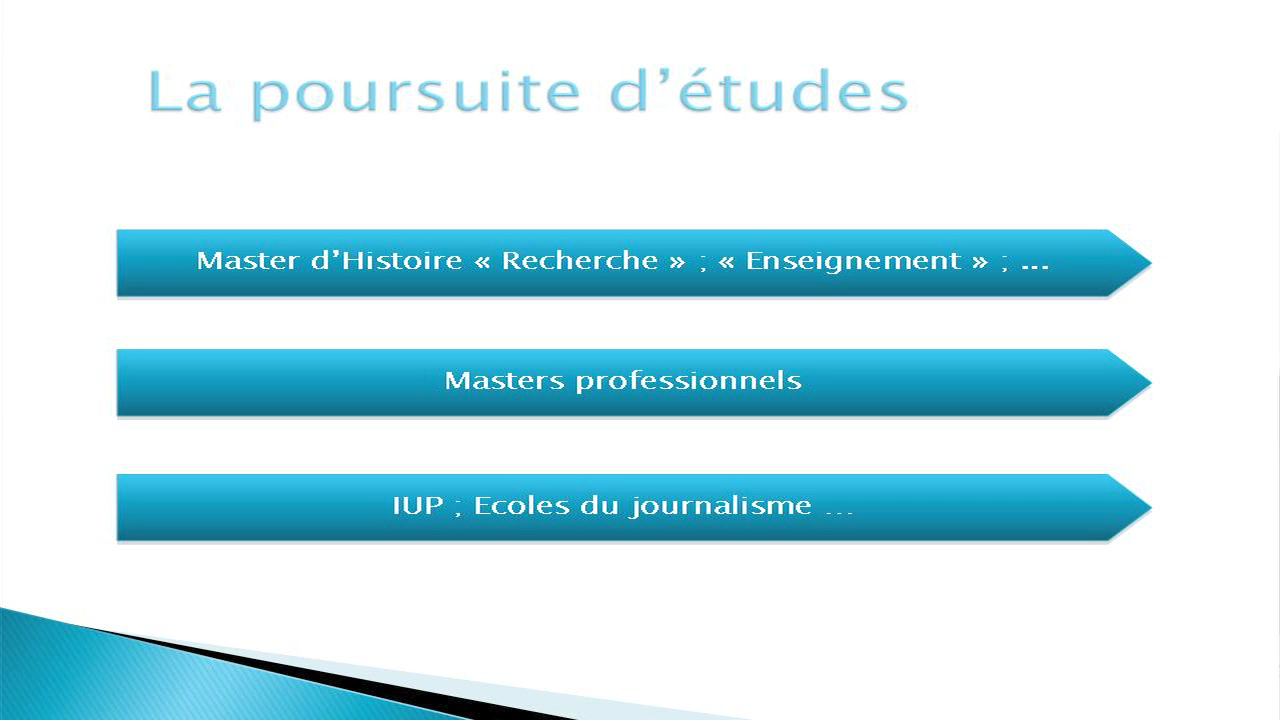 La poursuite d’études
Master d’Histoire « Recherche » ; « Enseignement » ; ...
Masters professionnels
IUP ; Ecoles du journalisme ...